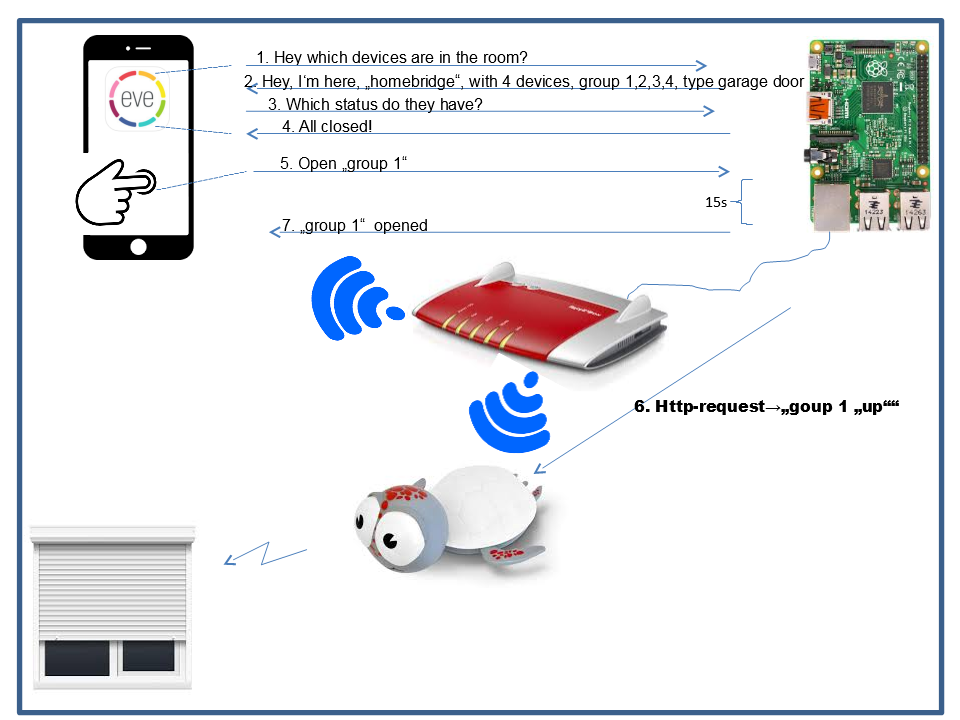 1. Hey which devices are in the room?
2. Hey, I'm here, „homebridge“, with 4 devices, group 1,2,3,4, type garage door
eve
3. Which status do they have?
4. All closed!
5. Open „group 1“
15s
14223
14263
7. „group 1“ opened
6. Http-request→„goup 1 „up““